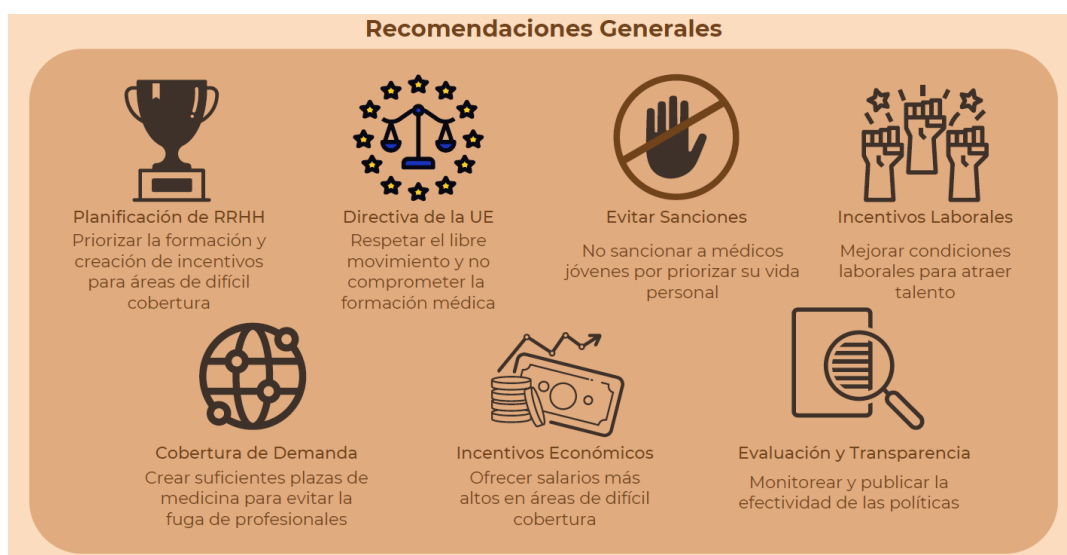 Recomendaciones Generales
Planificación de RRHH
Priorizar la formación y
creación de incentivos
para áreas de difícil
cobertura
Directiva de la UE
Respetar el libre
movimiento y no
comprometer la
formación médica
Evitar Sanciones
No sancionar a médicos
jóvenes por priorizar su vida
personal
Incentivos Laborales
Mejorar condiciones
laborales para atraer
talento
Cobertura de Demanda
Crear suficientes plazas de
medicina para evitar la
fuga de profesionales
Incentivos Económicos
Ofrecer salarios más
altos en áreas de difícil
cobertura
Evaluación y Transparencia
Monitorear y publicar la
efectividad de las políticas